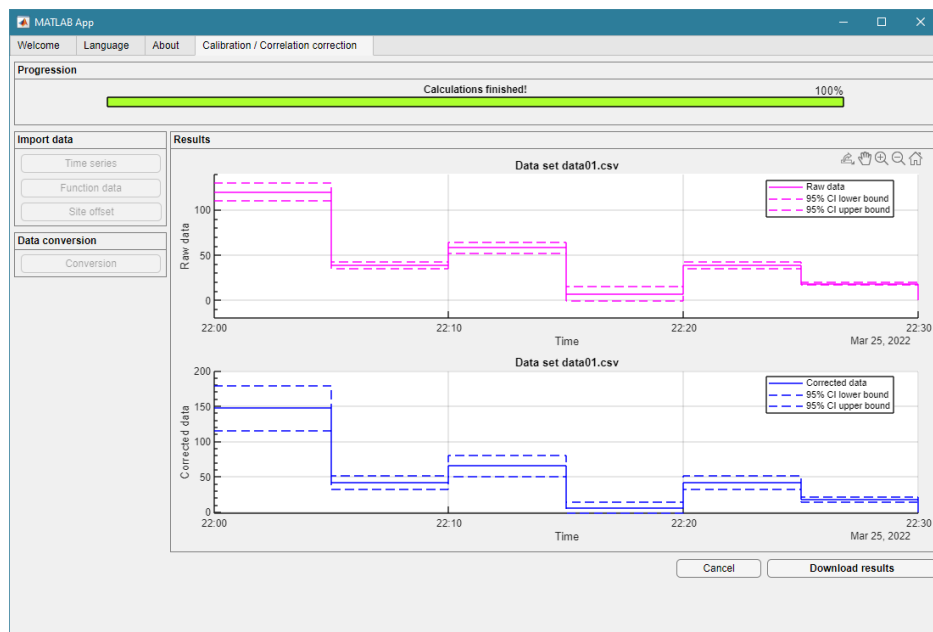 MATLAB App
Welcome Language About Calibration / Correlation correction
Progression
Calculations finished!
100%
Import data
Time series
Function data
Site offset
Data conversion
Conversion
Results
Data set data01.csv
Raw data
95% CI lower bound
95% CI upper bound
Raw data
100
50
0
22:00 22:10 22:20 22:30
Time
Mar 25, 2022
Data set data01.csv
Corrected data
95% CI lower bound
95% CI upper bound
Corrected data
200
150
100
50
0
22:00 22:10 22:20 22:30
Time
Mar 25, 2022
Cancel Download results